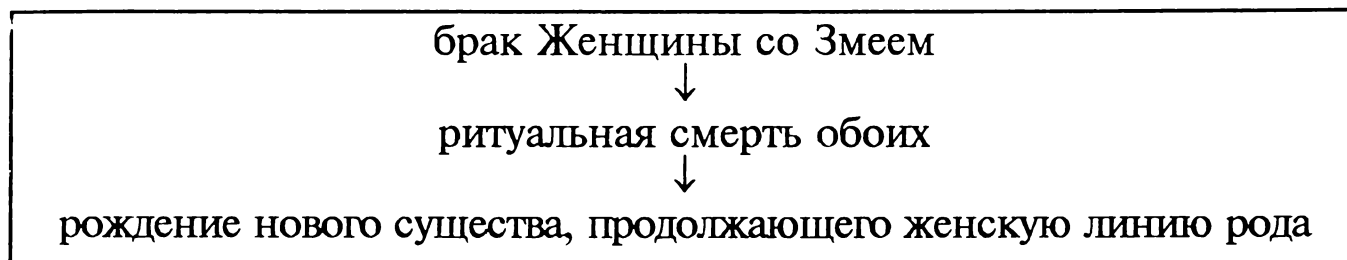 брак Женщины со Змеем
↓
ритуальная смерть обоих
↓
рождение нового существа, продолжающего женскую линию рода